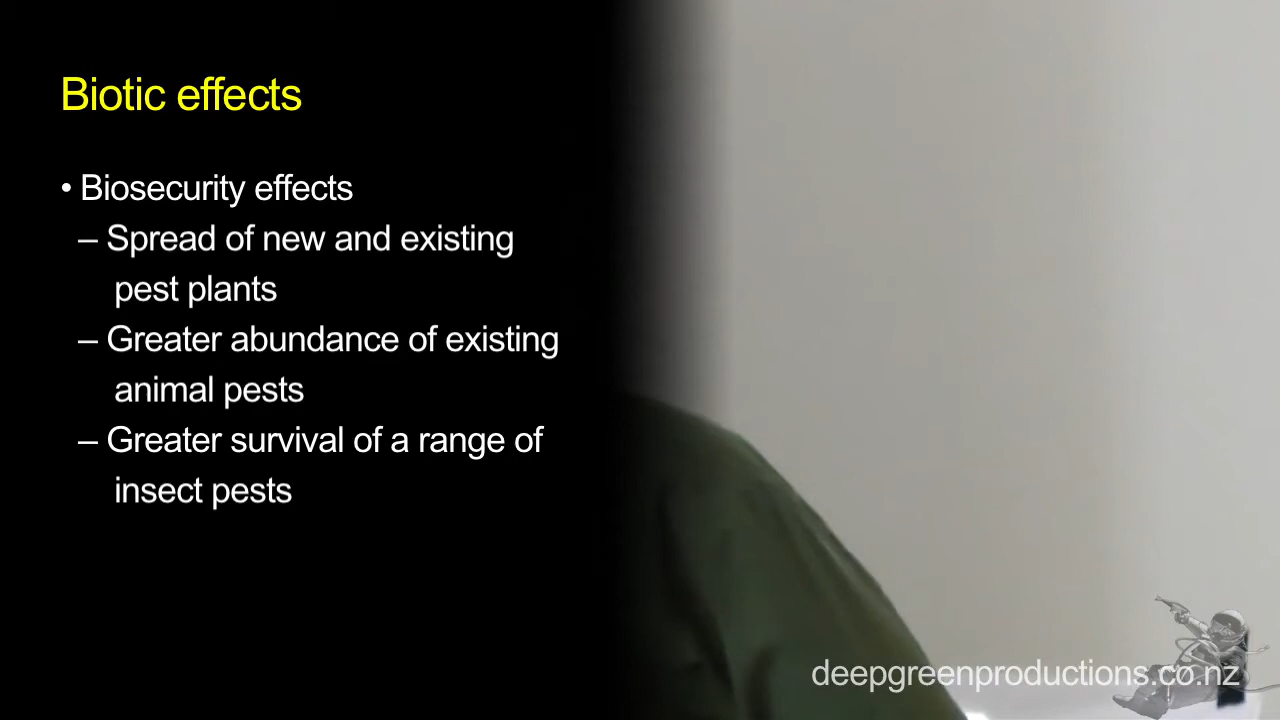 Biotic effects
• Biosecurity effects
– Spread of new and existing
pest plants
– Greater abundance of existing
animal pests
– Greater survival of a range of
insect pests
deepgreenproductions.co.nz